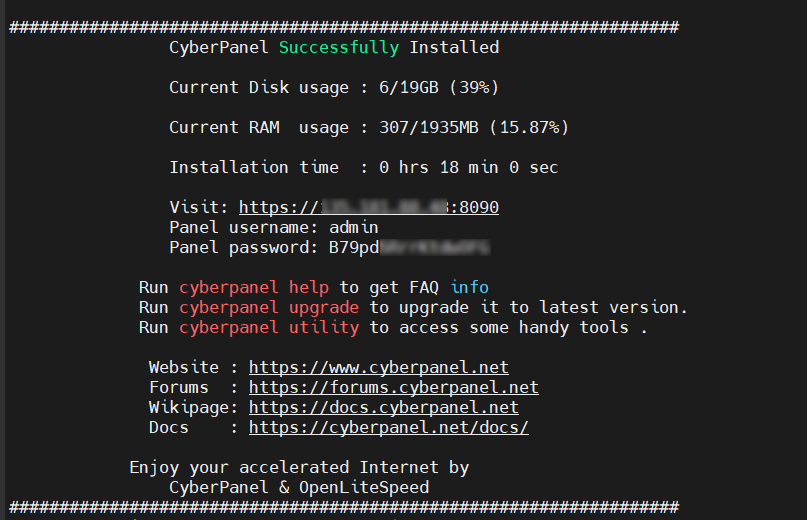 ###################################################################
CyberPanel Successfully Installed
Current Disk usage : 6/19GB (39%)
Current RAM  usage : 307/1935MB (15.87%)
Installation time  : 0 hrs 18 min 0 sec
Visit: https://1 :8090
Panel username: admin
Panel password: B79pd
Run cyberpanel help to get FAQ info
Run cyberpanel upgrade to upgrade it to latest version.
Run cyberpanel utility to access some handy tools .
Website : https://www.cyberpanel.net
Forums  : https://forums.cyberpanel.net
Wikipage: https://docs.cyberpanel.net
Docs    : https://cyberpanel.net/docs/
Enjoy your accelerated Internet by
CyberPanel & OpenLiteSpeed
###################################################################